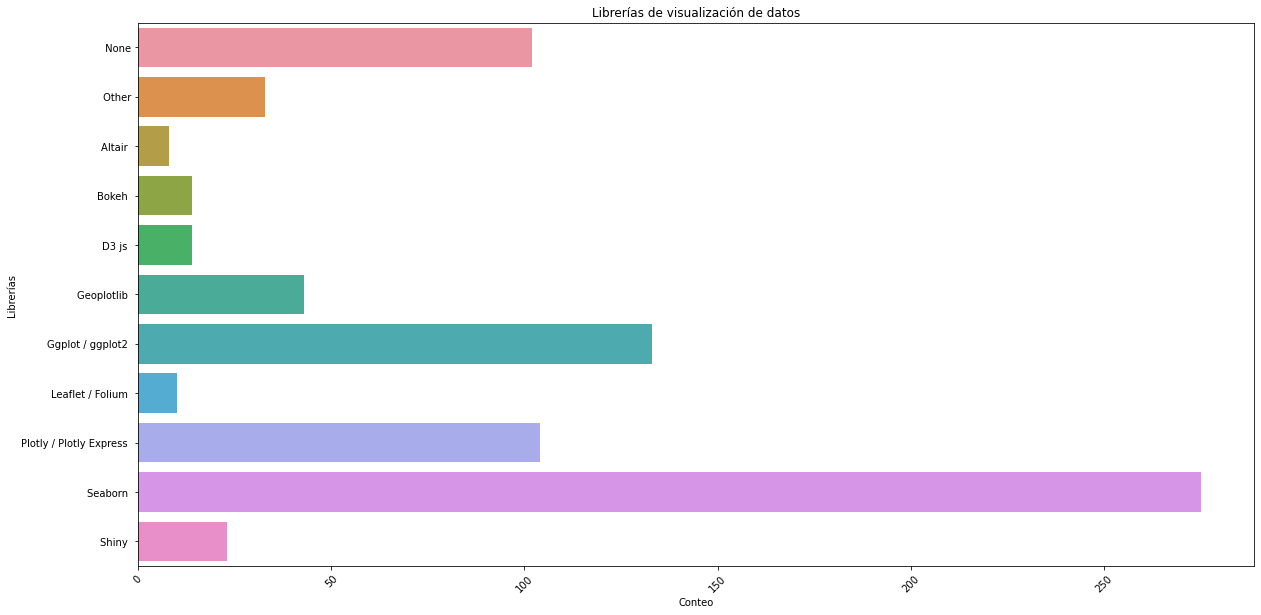 Librerías de visualización de datos
None
Other
Altair
Bokeh
D3 js
Geoplotlib
Ggplot / ggplot2
Leaflet / Folium
Plotly / Plotly Express
Seaborn
Shiny
Librerías
0 50 100 150 200 250
Conteo